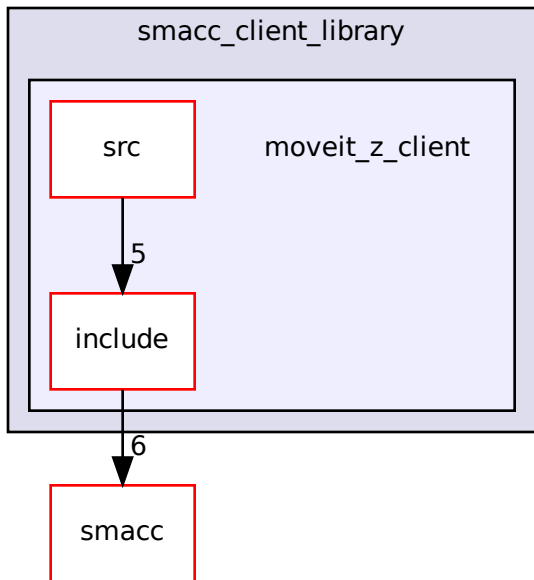 smacc_client_library
src
moveit_z_client
5
include
6
smacc